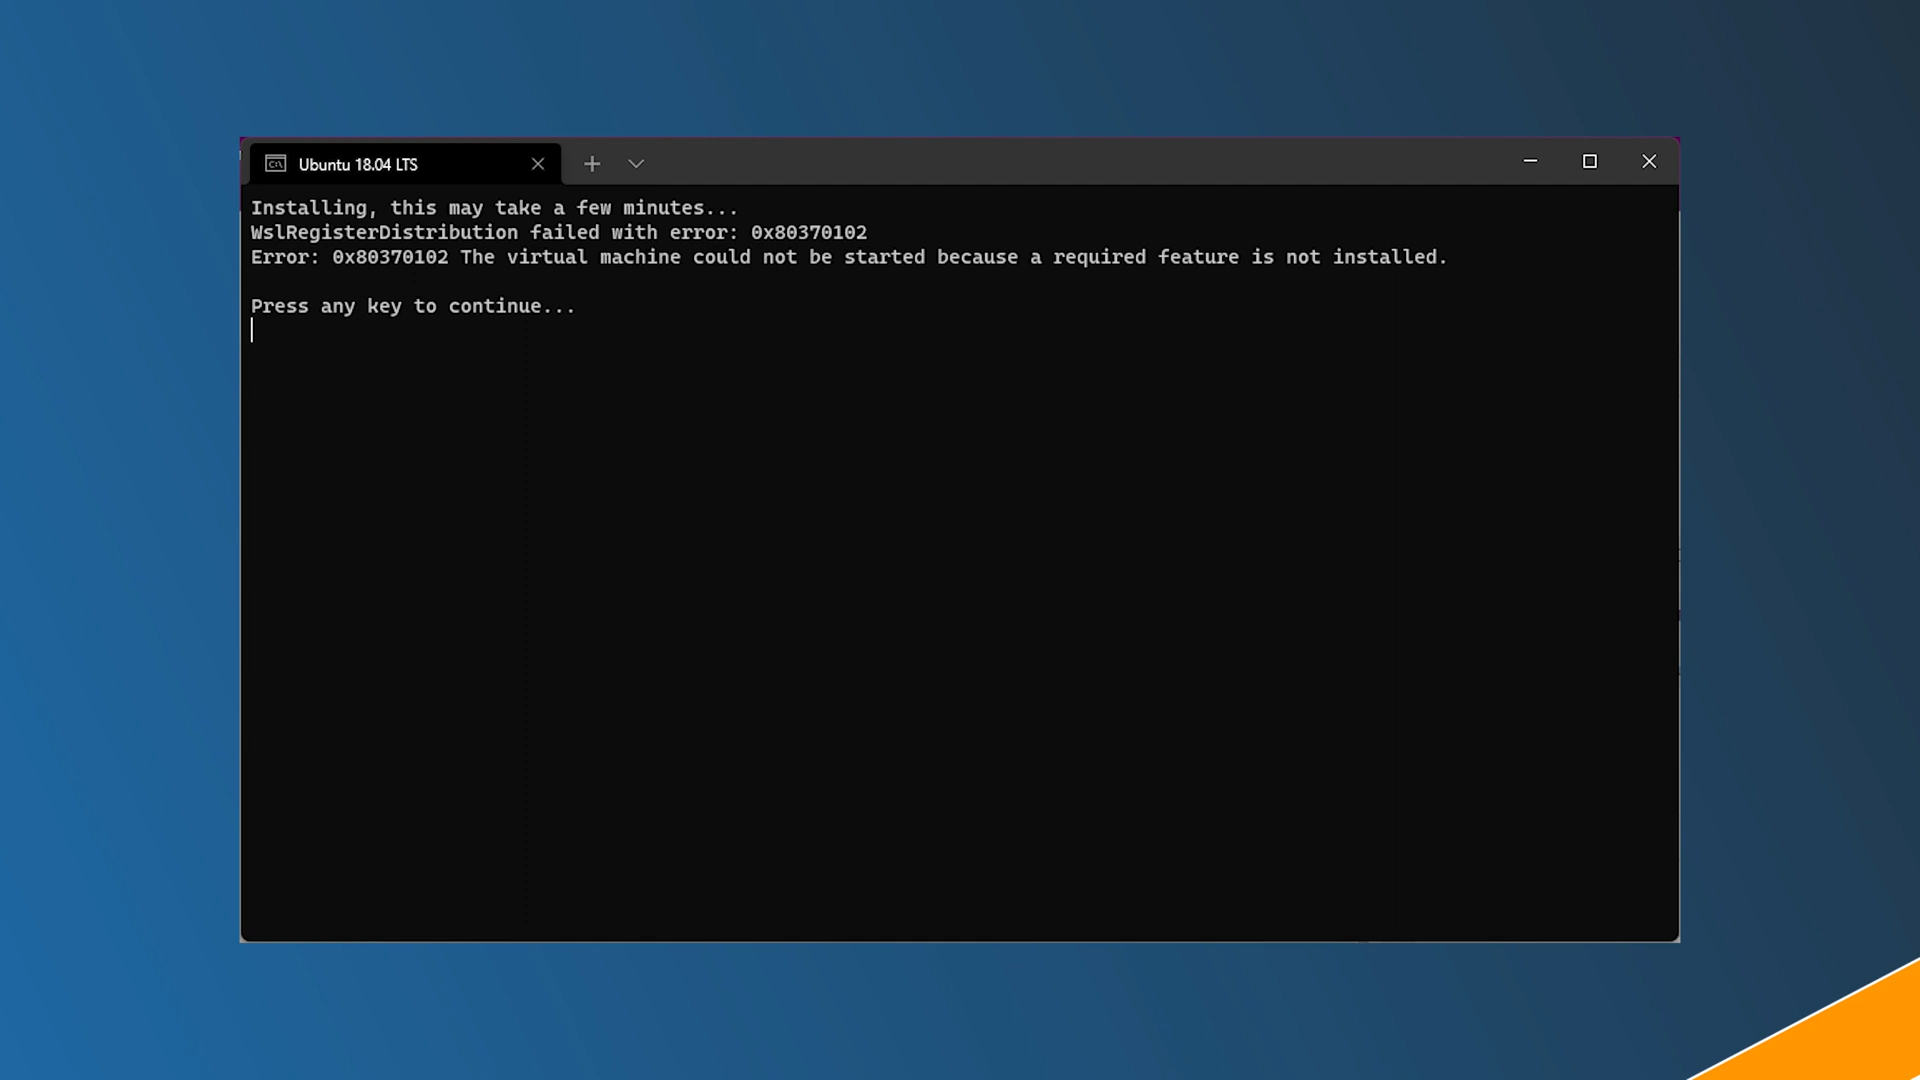 Ubuntu 18.04 LTS
Installing, this may take a few minutes...
WslRegisterDistribution failed with error: 0x80370102
Error: 0x80370102 The virtual machine could not be started because a required feature is not installed.
Press any key to continue...